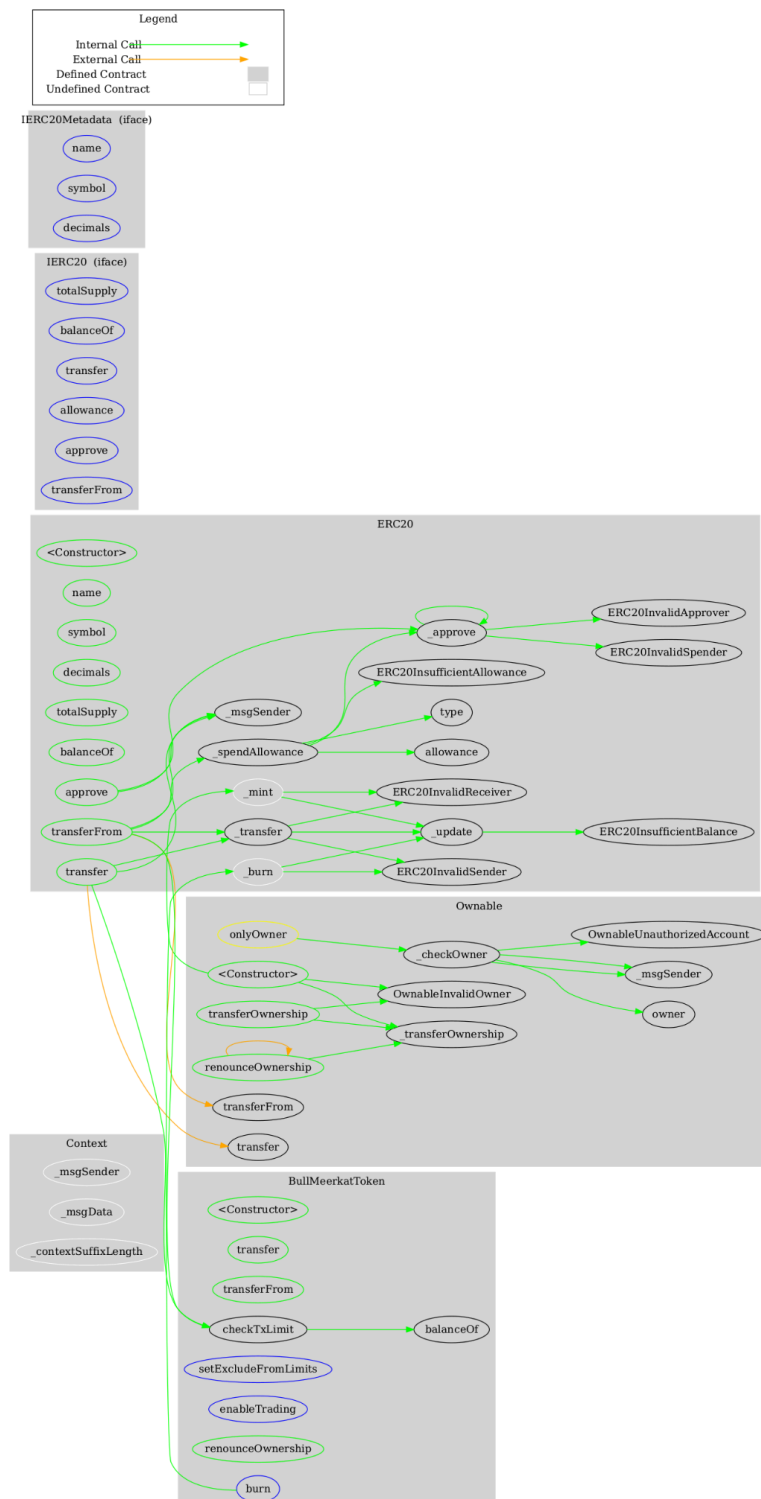 Legend
Internal Call
External Call
Defined Contract
Undefined Contract
IERC20Metadata (iface)
name
symbol
decimals
IERC20 (iface)
totalSupply
balanceOf
transfer
allowance
approve
transferFrom
ERC20
<Constructor>
name
symbol
decimals
totalSupply
balanceOf
approve
transferFrom
transfer
_msgSender
_spendAllowance
_mint
_transfer
_burn
_approve
ERC20InsufficientAllowance
type
allowance
ERC20InvalidReceiver
_update
ERC20InvalidSender
ERC20InvalidApprover
ERC20InvalidSpender
ERC20InsufficientBalance
Ownable
onlyOwner
<Constructor>
transferOwnership
renounceOwnership
transferFrom
transfer
_checkOwner
OwnableInvalidOwner
_transferOwnership
OwnableUnauthorizedAccount
_msgSender
owner
Context
_msgSender
_msgData
_contextSuffixLength
BullMeerkatToken
<Constructor>
transfer
transferFrom
checkTxLimit
balanceOf
setExcludeFromLimits
enableTrading
renounceOwnership
burn